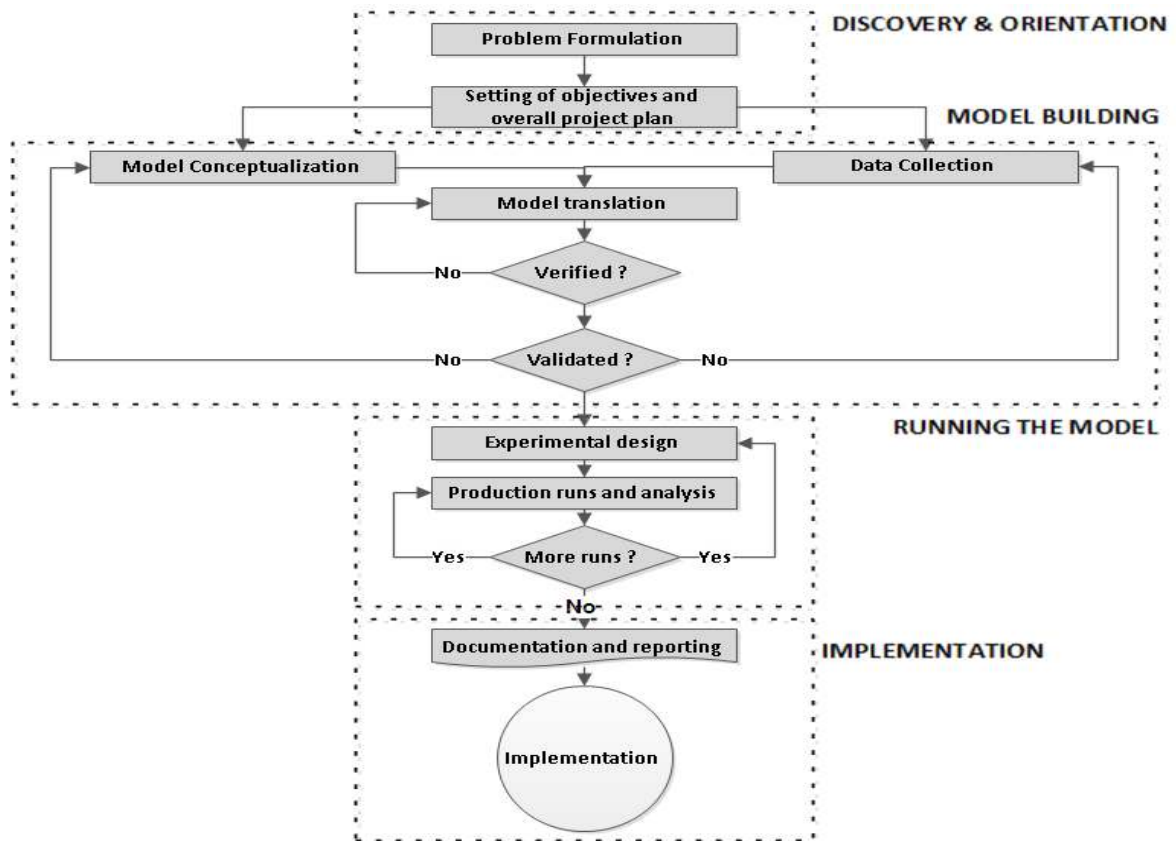 DISCOVERY & ORIENTATION
Problem Formulation
Setting of objectives and
overall project plan
MODEL BUILDING
Model Conceptualization
Data Collection
Model translation
No
Verified ?
No
Validated ?
No
RUNNING THE MODEL
Experimental design
Production runs and analysis
Yes
More runs ?
Yes
No
Documentation and reporting
IMPLEMENTATION
Implementation